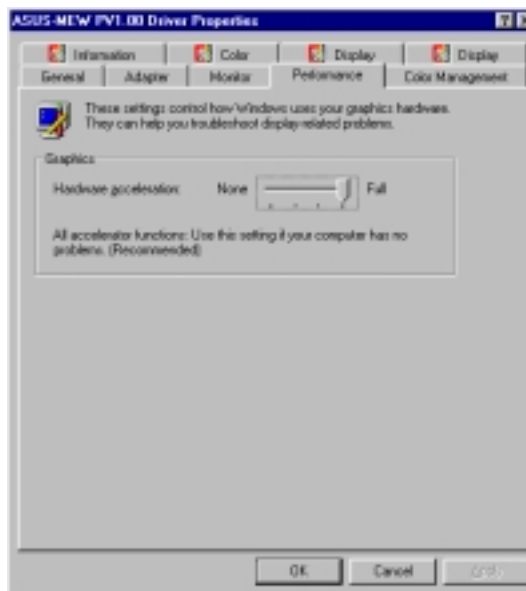 ASUS-MEW PV1.00 Driver Properties
Information Color Display Display
General Adapter Monitor Performance Color Management
These settings control how Windows uses your graphics hardware.
They can help you troubleshoot display-related problems.
Graphics
Hardware acceleration: None Full
All accelerator functions: Use this setting if your computer has no
problems. (Recommended)
OK Cancel Apply